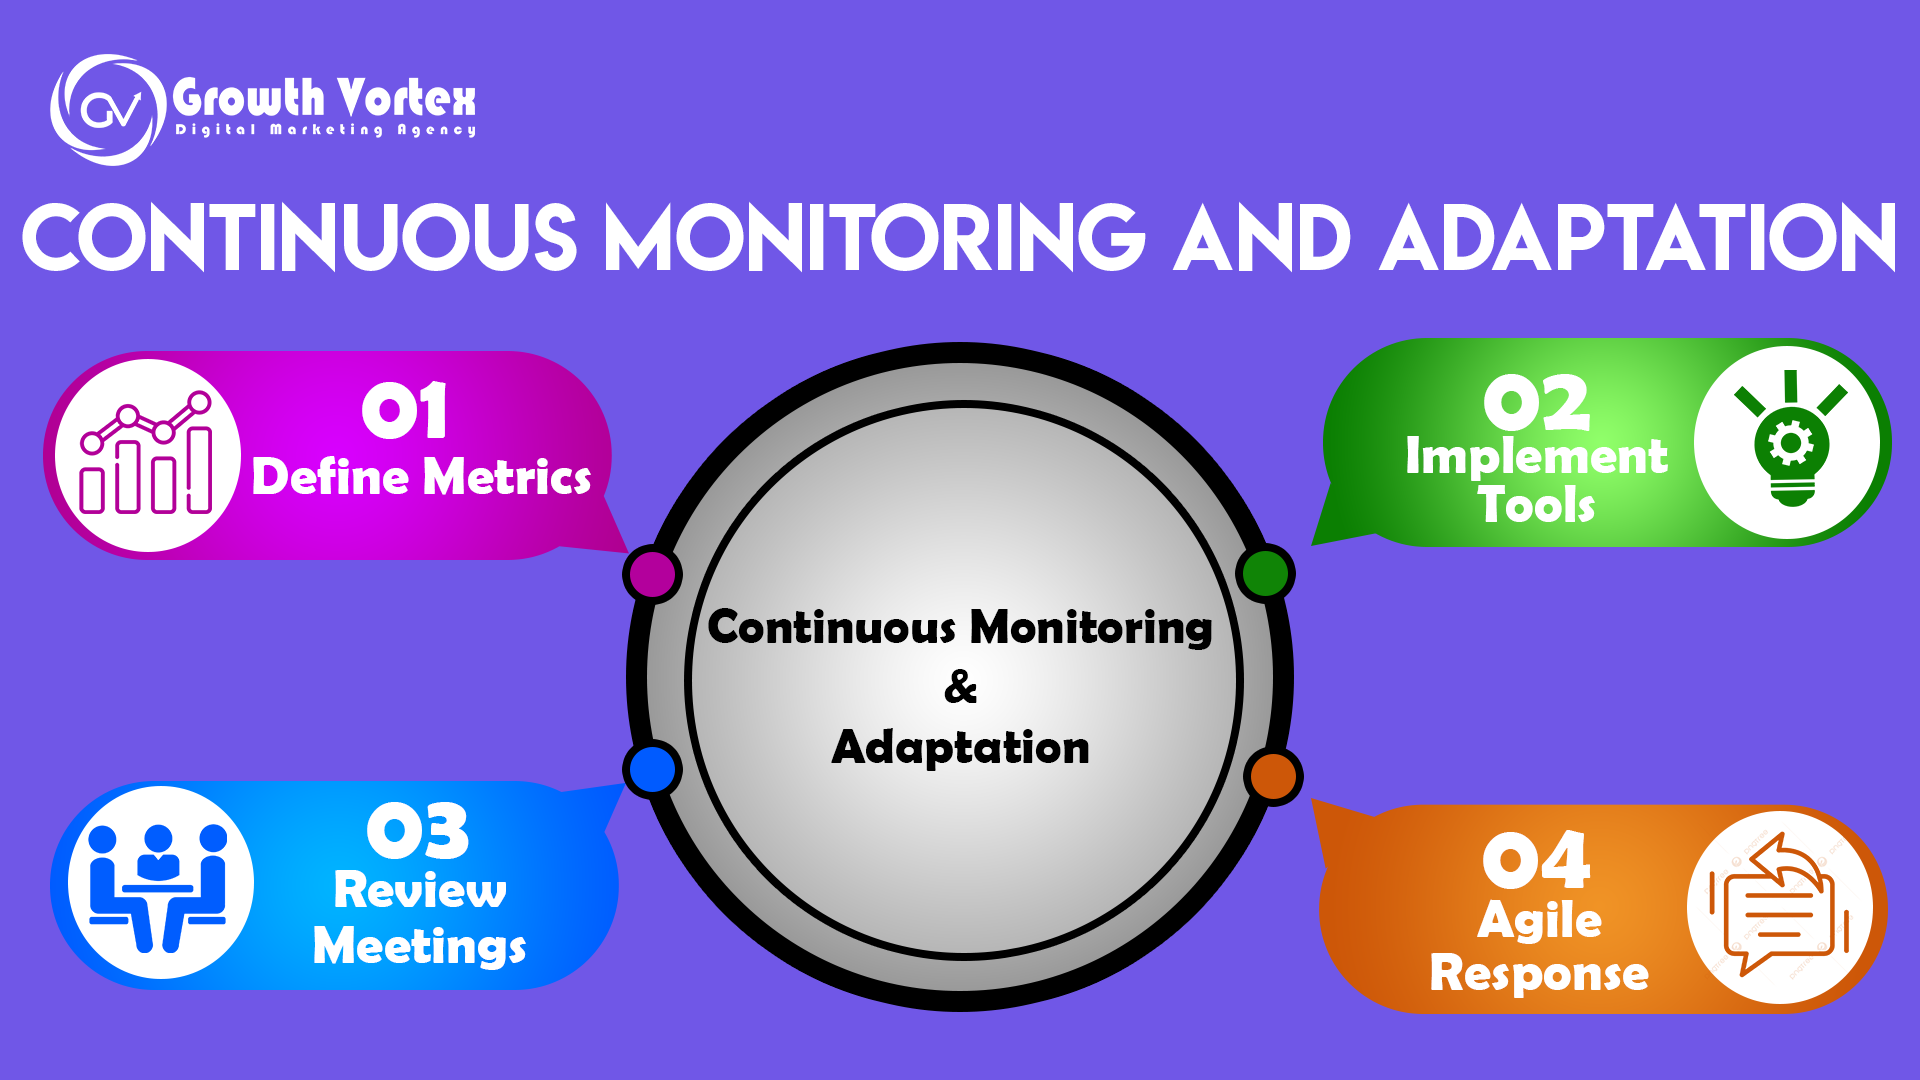 GV
Growth Vortex
Digital Marketing Agency
CONTINUOUS MONITORING AND ADAPTATION
01
Define Metrics
02
Implement
Tools
Continuous Monitoring
&
Adaptation
03
Review
Meetings
04
Agile
Response